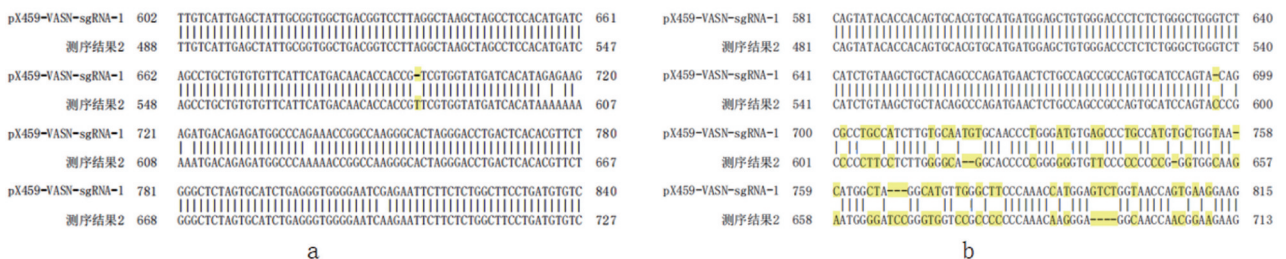 pX459-VASN-sgRNA-1 602 TTGTCATTGAGCTATTGCGGTGGCTGACGGTCCTTAGGCTAAGCTAGCCTCCACATGATC 661
测序结果2 488 TTGTCATTGAGCTATTGCGGTGGCTGACGGTCCTTAGGCTAAGCTAGCCTCCACATGATC 547
pX459-VASN-sgRNA-1 662 AGCCTGCTGTGTGTTCATTCATGACAACACCACCG-TCGTGGTATGATCACATAGAGAAG 720
测序结果2 548 AGCCTGCTGTGTGTTCATTCATGACAACACCACCGTTCGTGGTATGATCACATAAAAAAA 607
pX459-VASN-sgRNA-1 721 AGATGACAGAGATGGCCCAGAAACCGGCCAAGGGCACTAGGGACCTGACTCACACGTTCT 780
测序结果2 608 AAATGACAGAGATGGCCCAAAAACCGGCCAAGGGCACTAGGGACCTGACTCACACGTTCT 667
pX459-VASN-sgRNA-1 781 GGGCTCTAGTGCATCTGAGGGTGGGGAATCGAGAATTCTTCTCTGGCTTCCTGATGTGTC 840
测序结果2 668 GGGCTCTAGTGCATCTGAGGGTGGGGAATCAAGAATTCTTCTCTGGCTTCCTGATGTGTC 727
a
pX459-VASN-sgRNA-1 581 CAGTATACACCACAGTGCACGTGCATGATGGAGCTGTGGGACCCTCTCTGGGCTGGGTCT 640
测序结果2 481 CAGTATACACCACAGTGCACGTGCATGATGGAGCTGTGGGACCCTCTCTGGGCTGGGTCT 540
pX459-VASN-sgRNA-1 641 CATCTGTAAGCTGCTACAGCCCAGATGAACTCTGCCAGCCGCCAGTGCATCCAGTA-CAG 699
测序结果2 541 CATCTGTAAGCTGCTACAGCCCAGATGAACTCTGCCAGCCGCCAGTGCATCCAGTACCCG 600
pX459-VASN-sgRNA-1 700 CGCCTGCCATCTTGTGCAATGTGCAACCCTGGGATGTGAGCCCTGCCATGTGCTGGTAA- 758
测序结果2 601 CCCCCTTCCTCTTGGGGCA--GGCACCCCCGGGGGGTGTTCCCCCCCCCG-GGTGGCAAG 657
pX459-VASN-sgRNA-1 759 CATGGCTA---GGCATGTTGGGCTTCCCAAACCATGGAGTCTGGTAACCAGTGAAGGAAG 815
测序结果2 658 AATGGGGATCCGGGTGGTCCGCCCCCCCAAACAAGGGA----GGCAACCAACGGAAGAAG 713
b